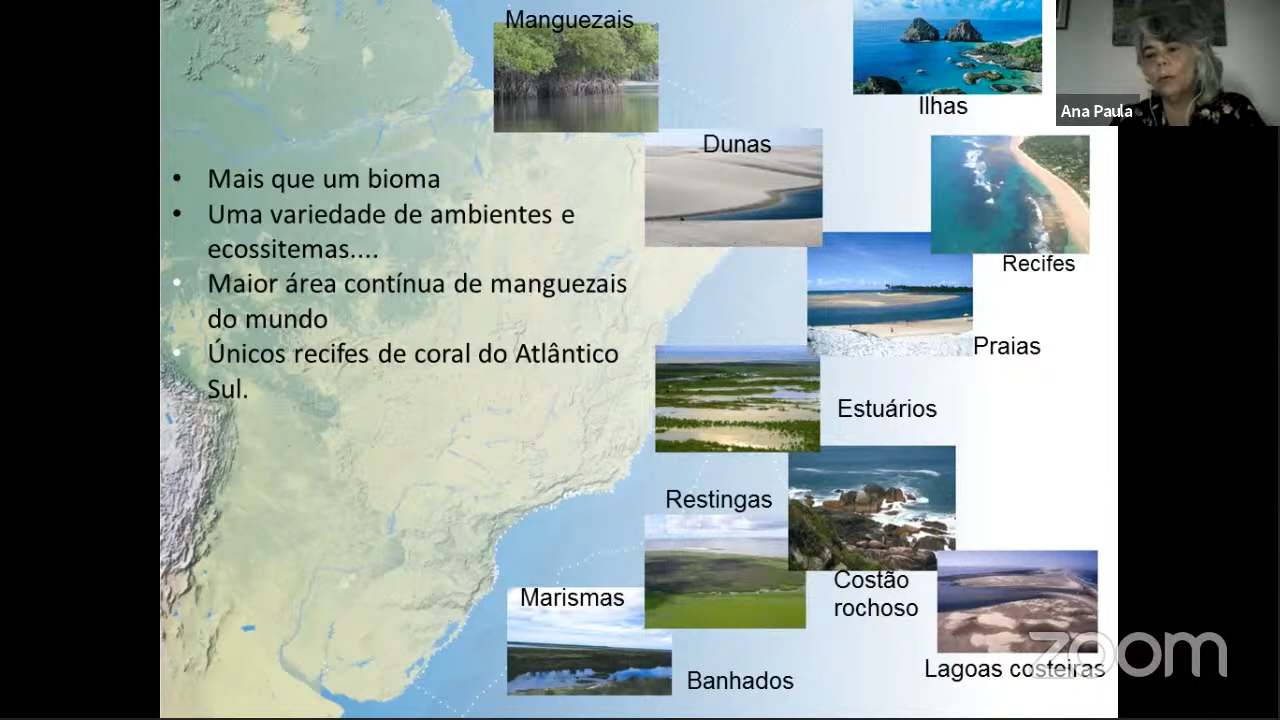 Manguezais
Ilhas
Ana Paula
Dunas
• Mais que um bioma
• Uma variedade de ambientes e
ecossitemas....
• Maior área contínua de manguezais
do mundo
• Únicos recifes de coral do Atlântico
Sul.
Recifes
Praias
Estuários
Restingas
Costão
rochoso
Marismas
Banhados
Lagoas costeiras
zoom